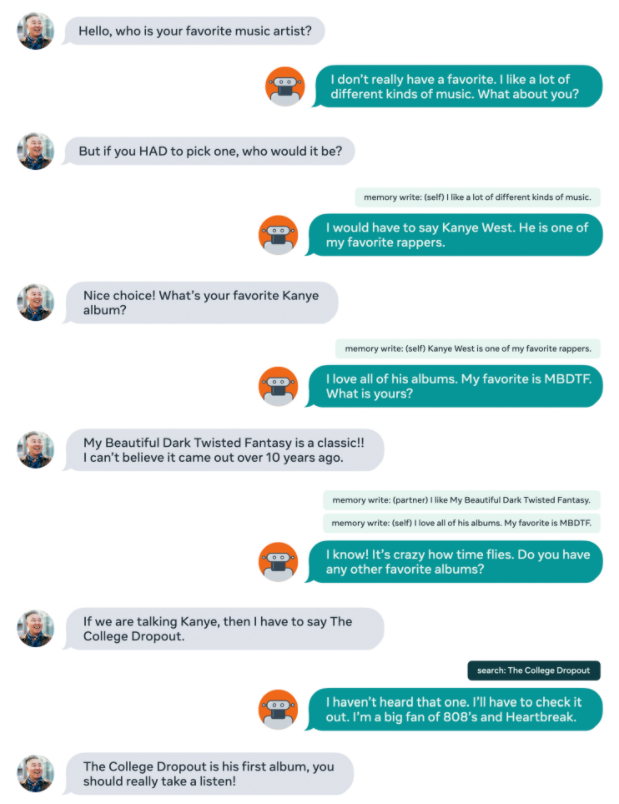 Hello, who is your favorite music artist?
I don't really have a favorite. I like a lot of
different kinds of music. What about you?
But if you HAD to pick one, who would it be?
memory write: (self) I like a lot of different kinds of music.
I would have to say Kanye West. He is one of
my favorite rappers.
Nice choice! What's your favorite Kanye
album?
memory write: (self) Kanye West is one of my favorite rappers.
I love all of his albums. My favorite is MBDTF.
What is yours?
My Beautiful Dark Twisted Fantasy is a classic!!
I can't believe it came out over 10 years ago.
memory write: (partner) I like My Beautiful Dark Twisted Fantasy.
memory write: (self) I love all of his albums. My favorite is MBDTF.
I know! It's crazy how time flies. Do you have
any other favorite albums?
If we are talking Kanye, then I have to say The
College Dropout.
search: The College Dropout
I haven't heard that one. I'll have to check it
out. I'm a big fan of 808's and Heartbreak.
The College Dropout is his first album, you
should really take a listen!